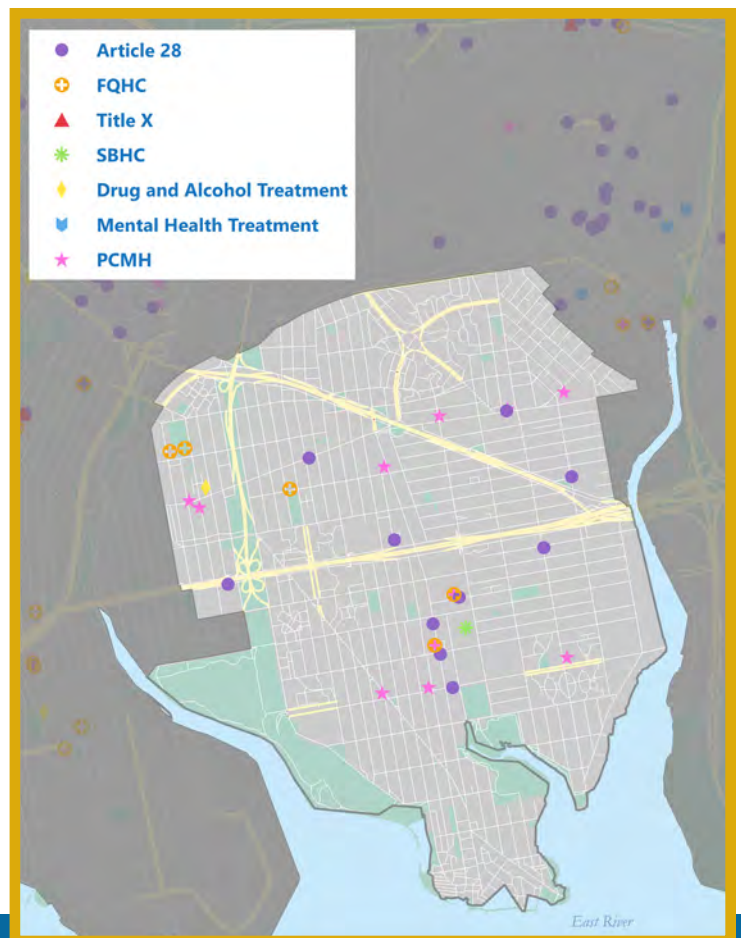 Article 28
FQHC
Title X
SBHC
Drug and Alcohol Treatment
Mental Health Treatment
PCMH
East River